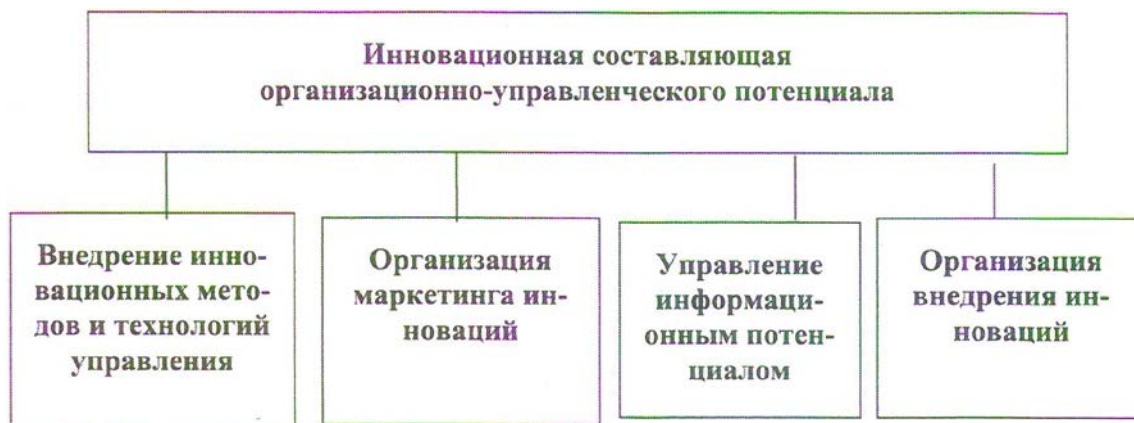 Инновационная составляющая
организационно-управленческого потенциала
Внедрение инно-
вационных мето-
дов и технологий
управления
Организация
маркетинга ин-
новаций
Управление
информаци-
онным потен-
циалом
Организация
внедрения ин-
новаций